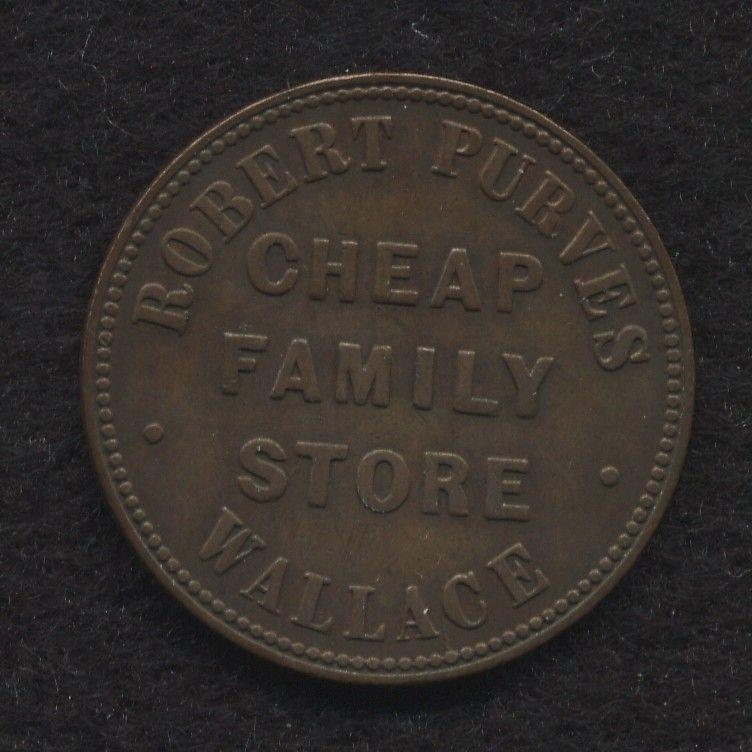 ROBERT PURVES
CHEAP
FAMILY
STORE
WALLACE